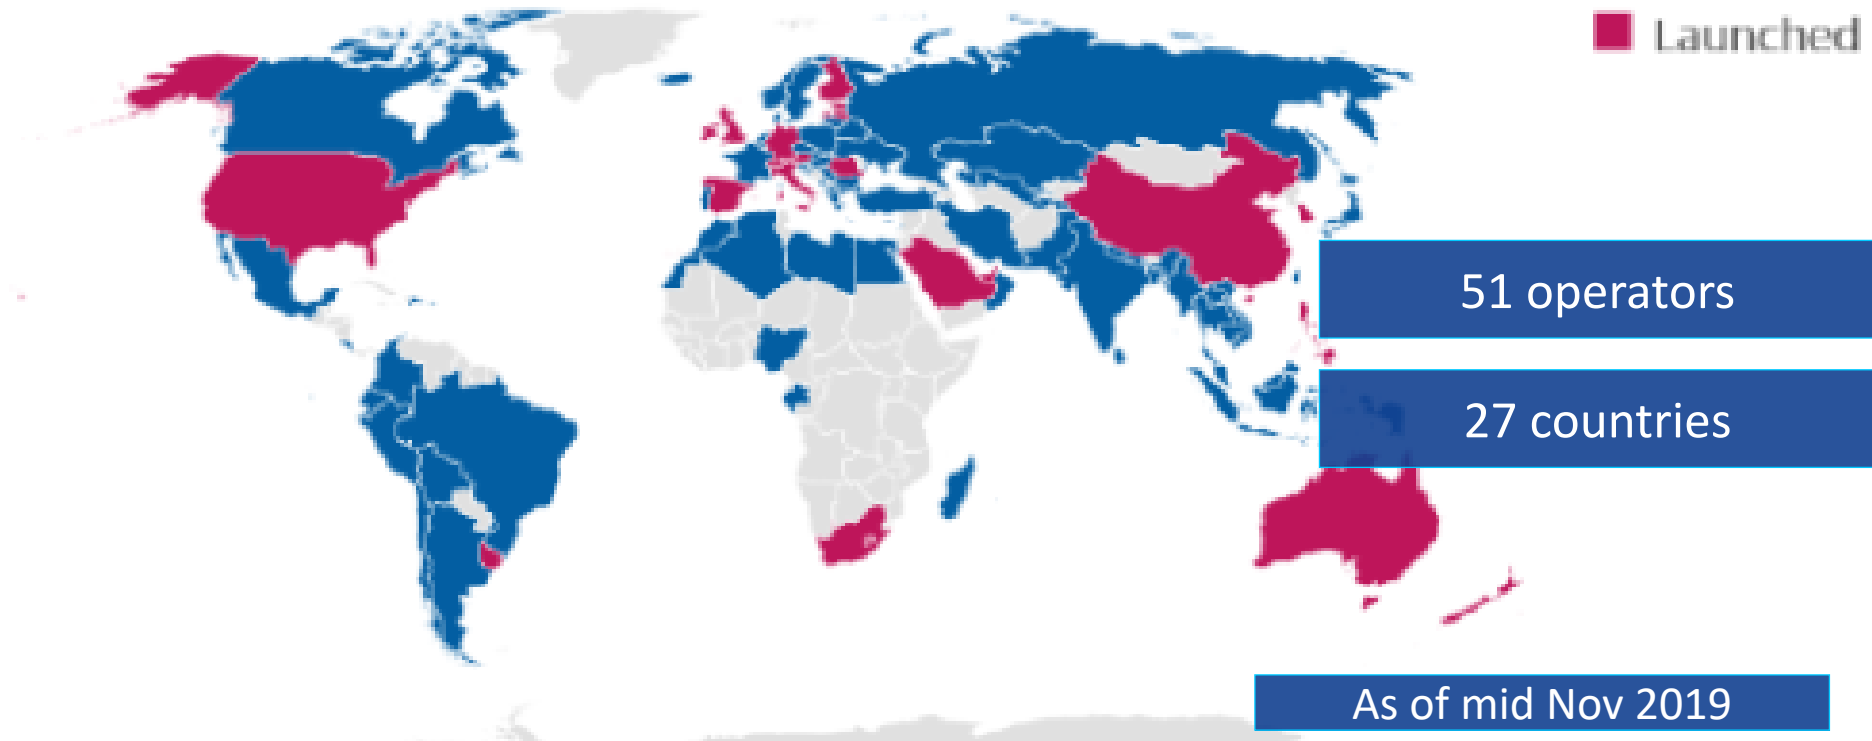 Launched
51 operators
27 countries
As of mid Nov 2019